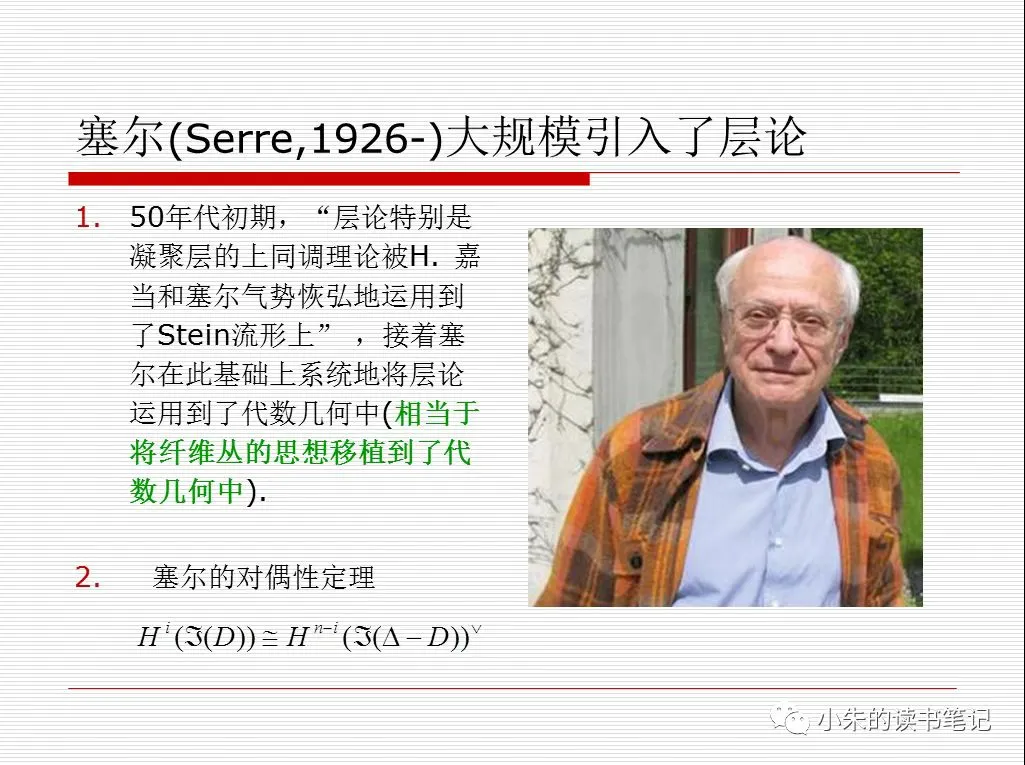 塞尔(Serre,1926-)大规模引入了层论
1. 50年代初期，“层论特别是
凝聚层的上同调理论被H. 嘉
当和塞尔气势恢弘地运用到
了Stein流形上” ，接着塞
尔在此基础上系统地将层论
运用到了代数几何中(相当于
将纤维丛的思想移植到了代
数几何中).
2. 塞尔的对偶性定理
H^i(ℑ(D)) ≅ H^{n−i}(ℑ(Δ − D))^∨
小朱的读书笔记